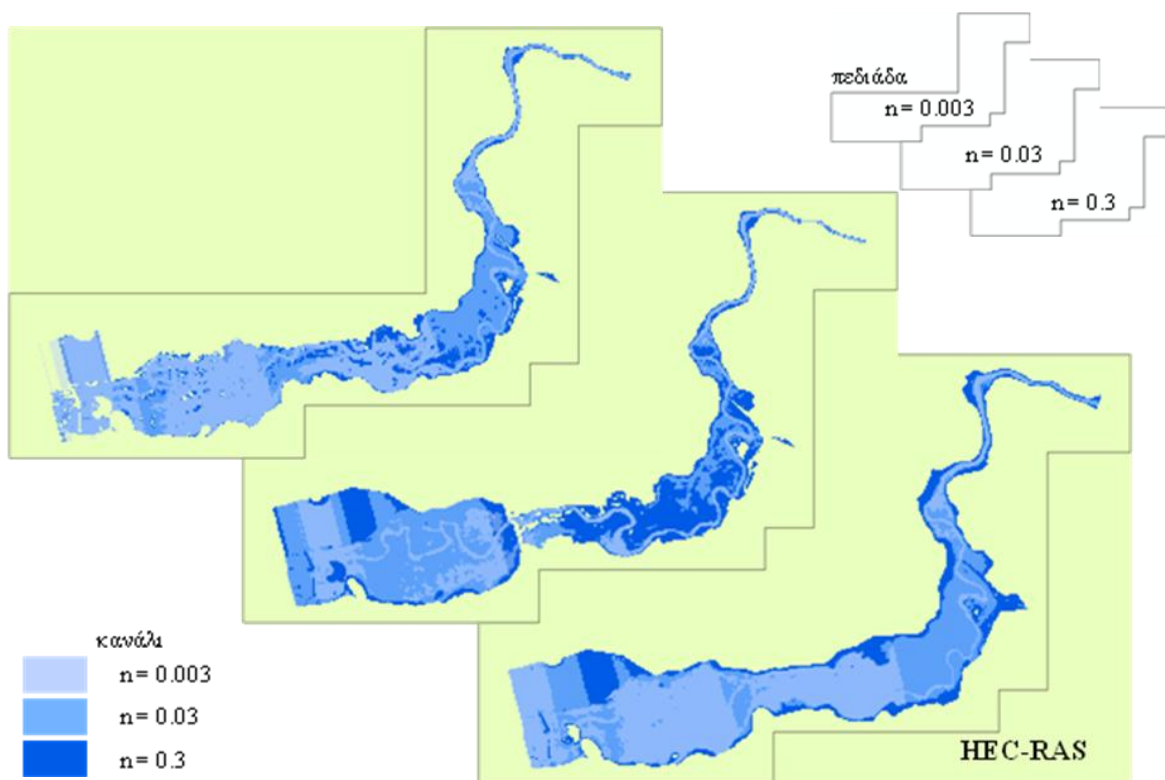 πεδιάδα
n = 0.003
n = 0.03
n = 0.3
κανάλι
n = 0.003
n = 0.03
n = 0.3
HEC-RAS